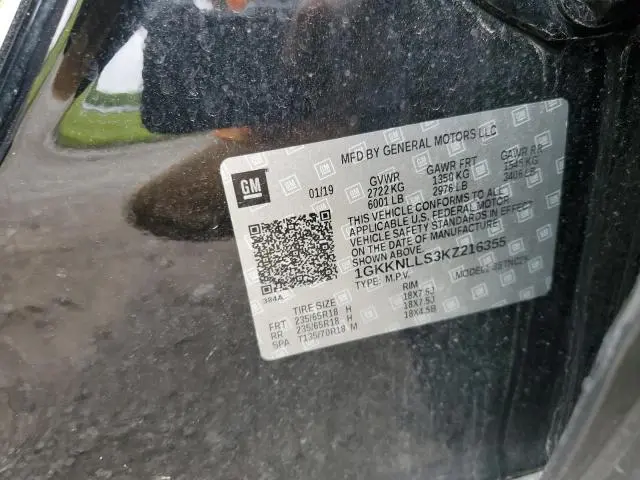 MFD BY GENERAL MOTORS LLC
GM
01/19
GVWR GAWR FRT GAWR RR
2722 KG 1350 KG 1545 KG
6001 LB 2976 LB 3406 LB
THIS VEHICLE CONFORMS TO ALL
APPLICABLE U.S. FEDERAL MOTOR
VEHICLE SAFETY STANDARDS IN EFFECT
ON THE DATE OF MANUFACTURE
SHOWN ABOVE.
1GKKNLLS3KZ216355
TYPE: M.P.V. MODEL:
384A
TIRE SIZE RIM
FRT 235/65R18 H 18X7.5J
RR 235/65R18 H 18X7.5J
SPA T135/70R18 M 18X4.5B